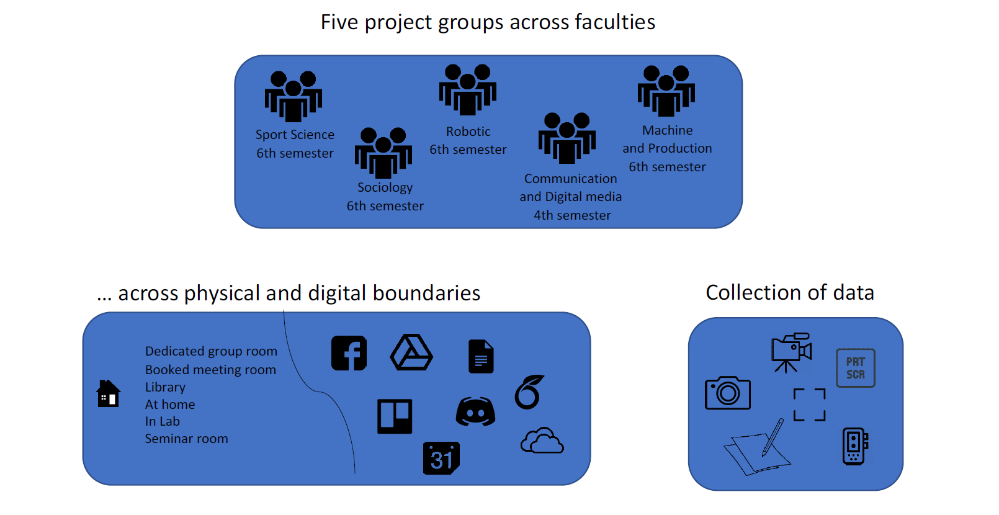 Five project groups across faculties
Sport Science
6th semester
Sociology
6th semester
Robotic
6th semester
Communication
and Digital media
4th semester
Machine
and Production
6th semester
... across physical and digital boundaries
Dedicated group room
Booked meeting room
Library
At home
In Lab
Seminar room
31
Collection of data
PRT
SCR